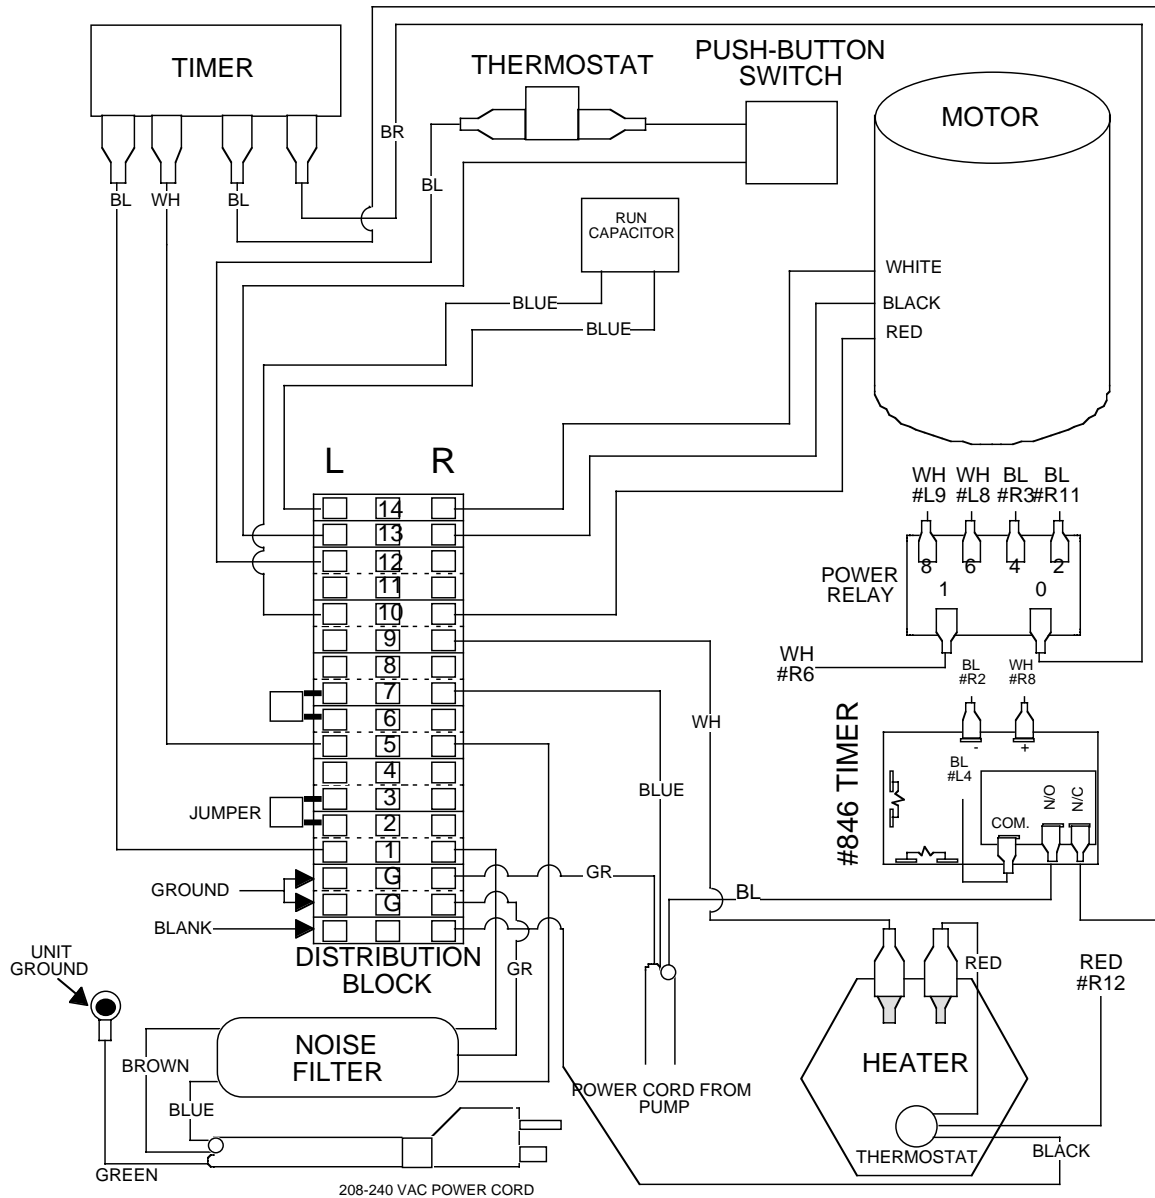 TIMER
THERMOSTAT
PUSH-BUTTON
SWITCH
MOTOR
BR
BL
WH
BL
BL
RUN
CAPACITOR
WHITE
BLACK
RED
BLUE
BLUE
L
R
14
13
12
11
10
9
8
7
6
5
4
3
2
1
G
G
WH
#L9
WH
#L8
BL
#R3
BL
#R11
8
6
4
2
1
0
POWER
RELAY
WH
#R6
BL
#R2
WH
#R8
WH
#846 TIMER
-
+
BL
#L4
N/O
N/C
COM.
BLUE
JUMPER
GROUND
BLANK
GR
BL
DISTRIBUTION
BLOCK
GR
UNIT
GROUND
RED
RED
#R12
NOISE
FILTER
BROWN
BLUE
HEATER
POWER CORD FROM
PUMP
THERMOSTAT
BLACK
GREEN
208-240 VAC POWER CORD